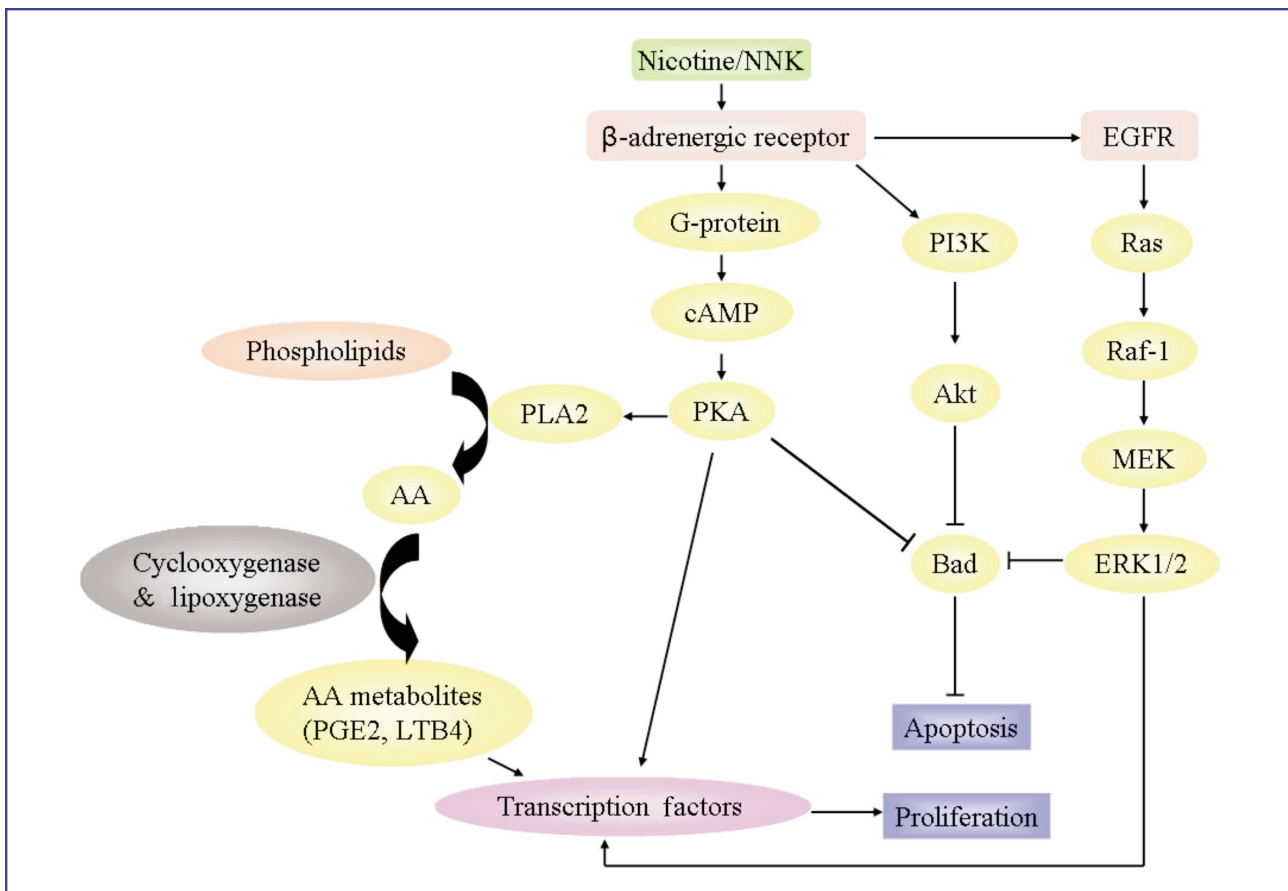 Nicotine/NNK
β-adrenergic receptor
EGFR
G-protein
PI3K
Ras
cAMP
Phospholipids
Raf-1
Akt
PLA2
PKA
MEK
AA
Cyclooxygenase
& lipoxygenase
Bad
ERK1/2
AA metabolites
(PGE2, LTB4)
Apoptosis
Transcription factors
Proliferation